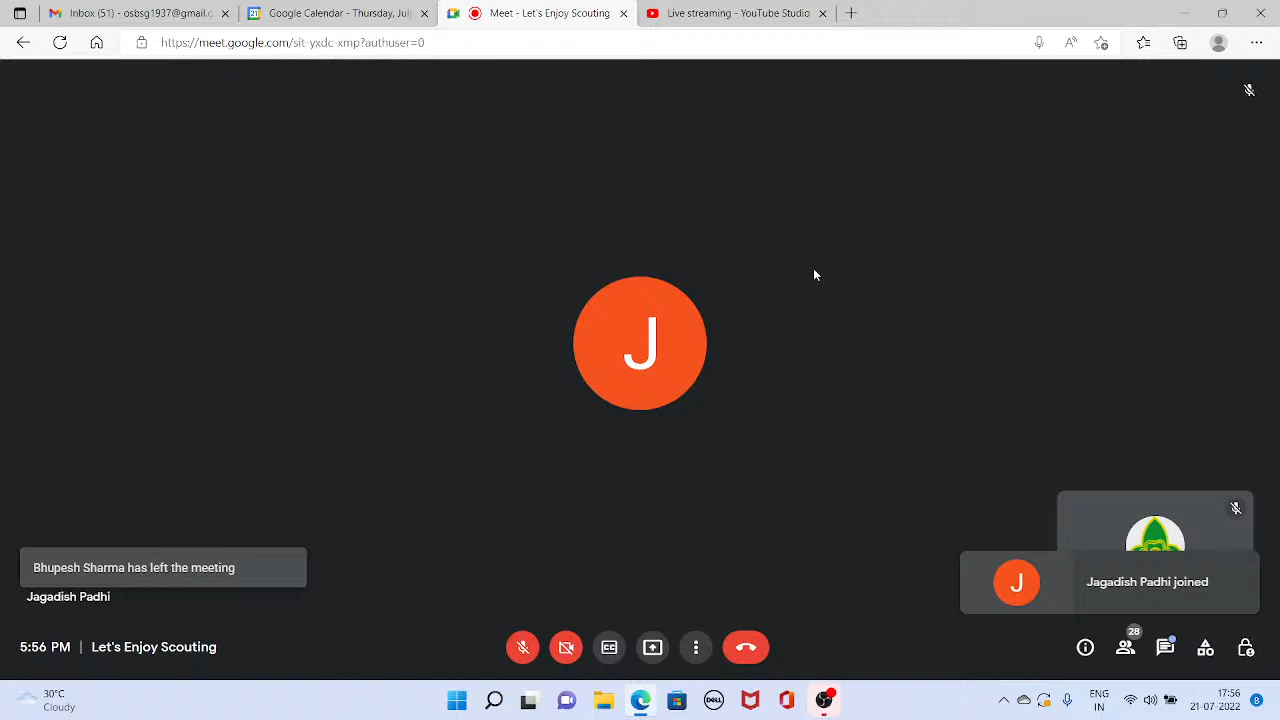 Inbox (51) - osbsg1937@gmail.c
Google Calendar - Thursday, July
Meet - Let's Enjoy Scouting
Live streaming - YouTube Studio
https://meet.google.com/sit-yxdc-xmp?authuser=0
J
Bhupesh Sharma has left the meeting
Jagadish Padhi
J
Jagadish Padhi joined
5:56 PM | Let's Enjoy Scouting
CC
28
30°C
Cloudy
DELL
ENG
IN
17:56
21-07-2022
8